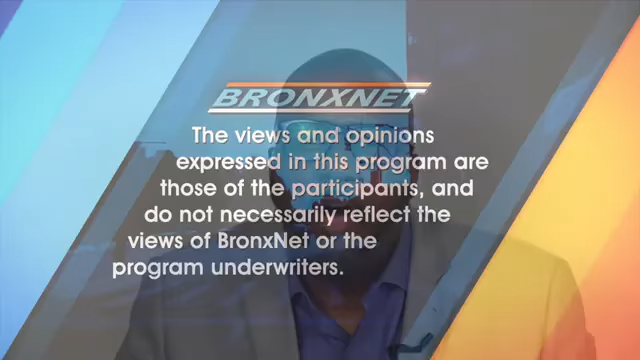 BRONXNET
The views and opinions
expressed in this program are
those of the participants, and
do not necessarily reflect the
views of BronxNet or the
program underwriters.